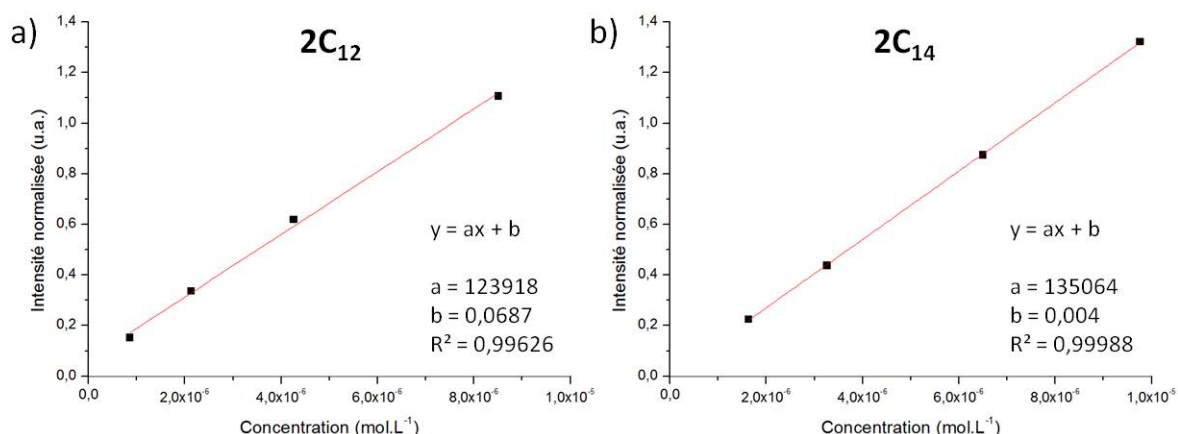 a)
2C₁₂
Intensité normalisée (u.a.)
1,4
1,2
1,0
0,8
0,6
0,4
0,2
0,0
y = ax + b
a = 123918
b = 0,0687
R² = 0,99626
0,0 2,0x10⁻⁶ 4,0x10⁻⁶ 6,0x10⁻⁶ 8,0x10⁻⁶ 1,0x10⁻⁵
Concentration (mol.L⁻¹)
b)
2C₁₄
Intensité normalisée (u.a.)
1,4
1,2
1,0
0,8
0,6
0,4
0,2
0,0
y = ax + b
a = 135064
b = 0,004
R² = 0,99988
0,0 2,0x10⁻⁶ 4,0x10⁻⁶ 6,0x10⁻⁶ 8,0x10⁻⁶ 1,0x10⁻⁵
Concentration (mol.L⁻¹)